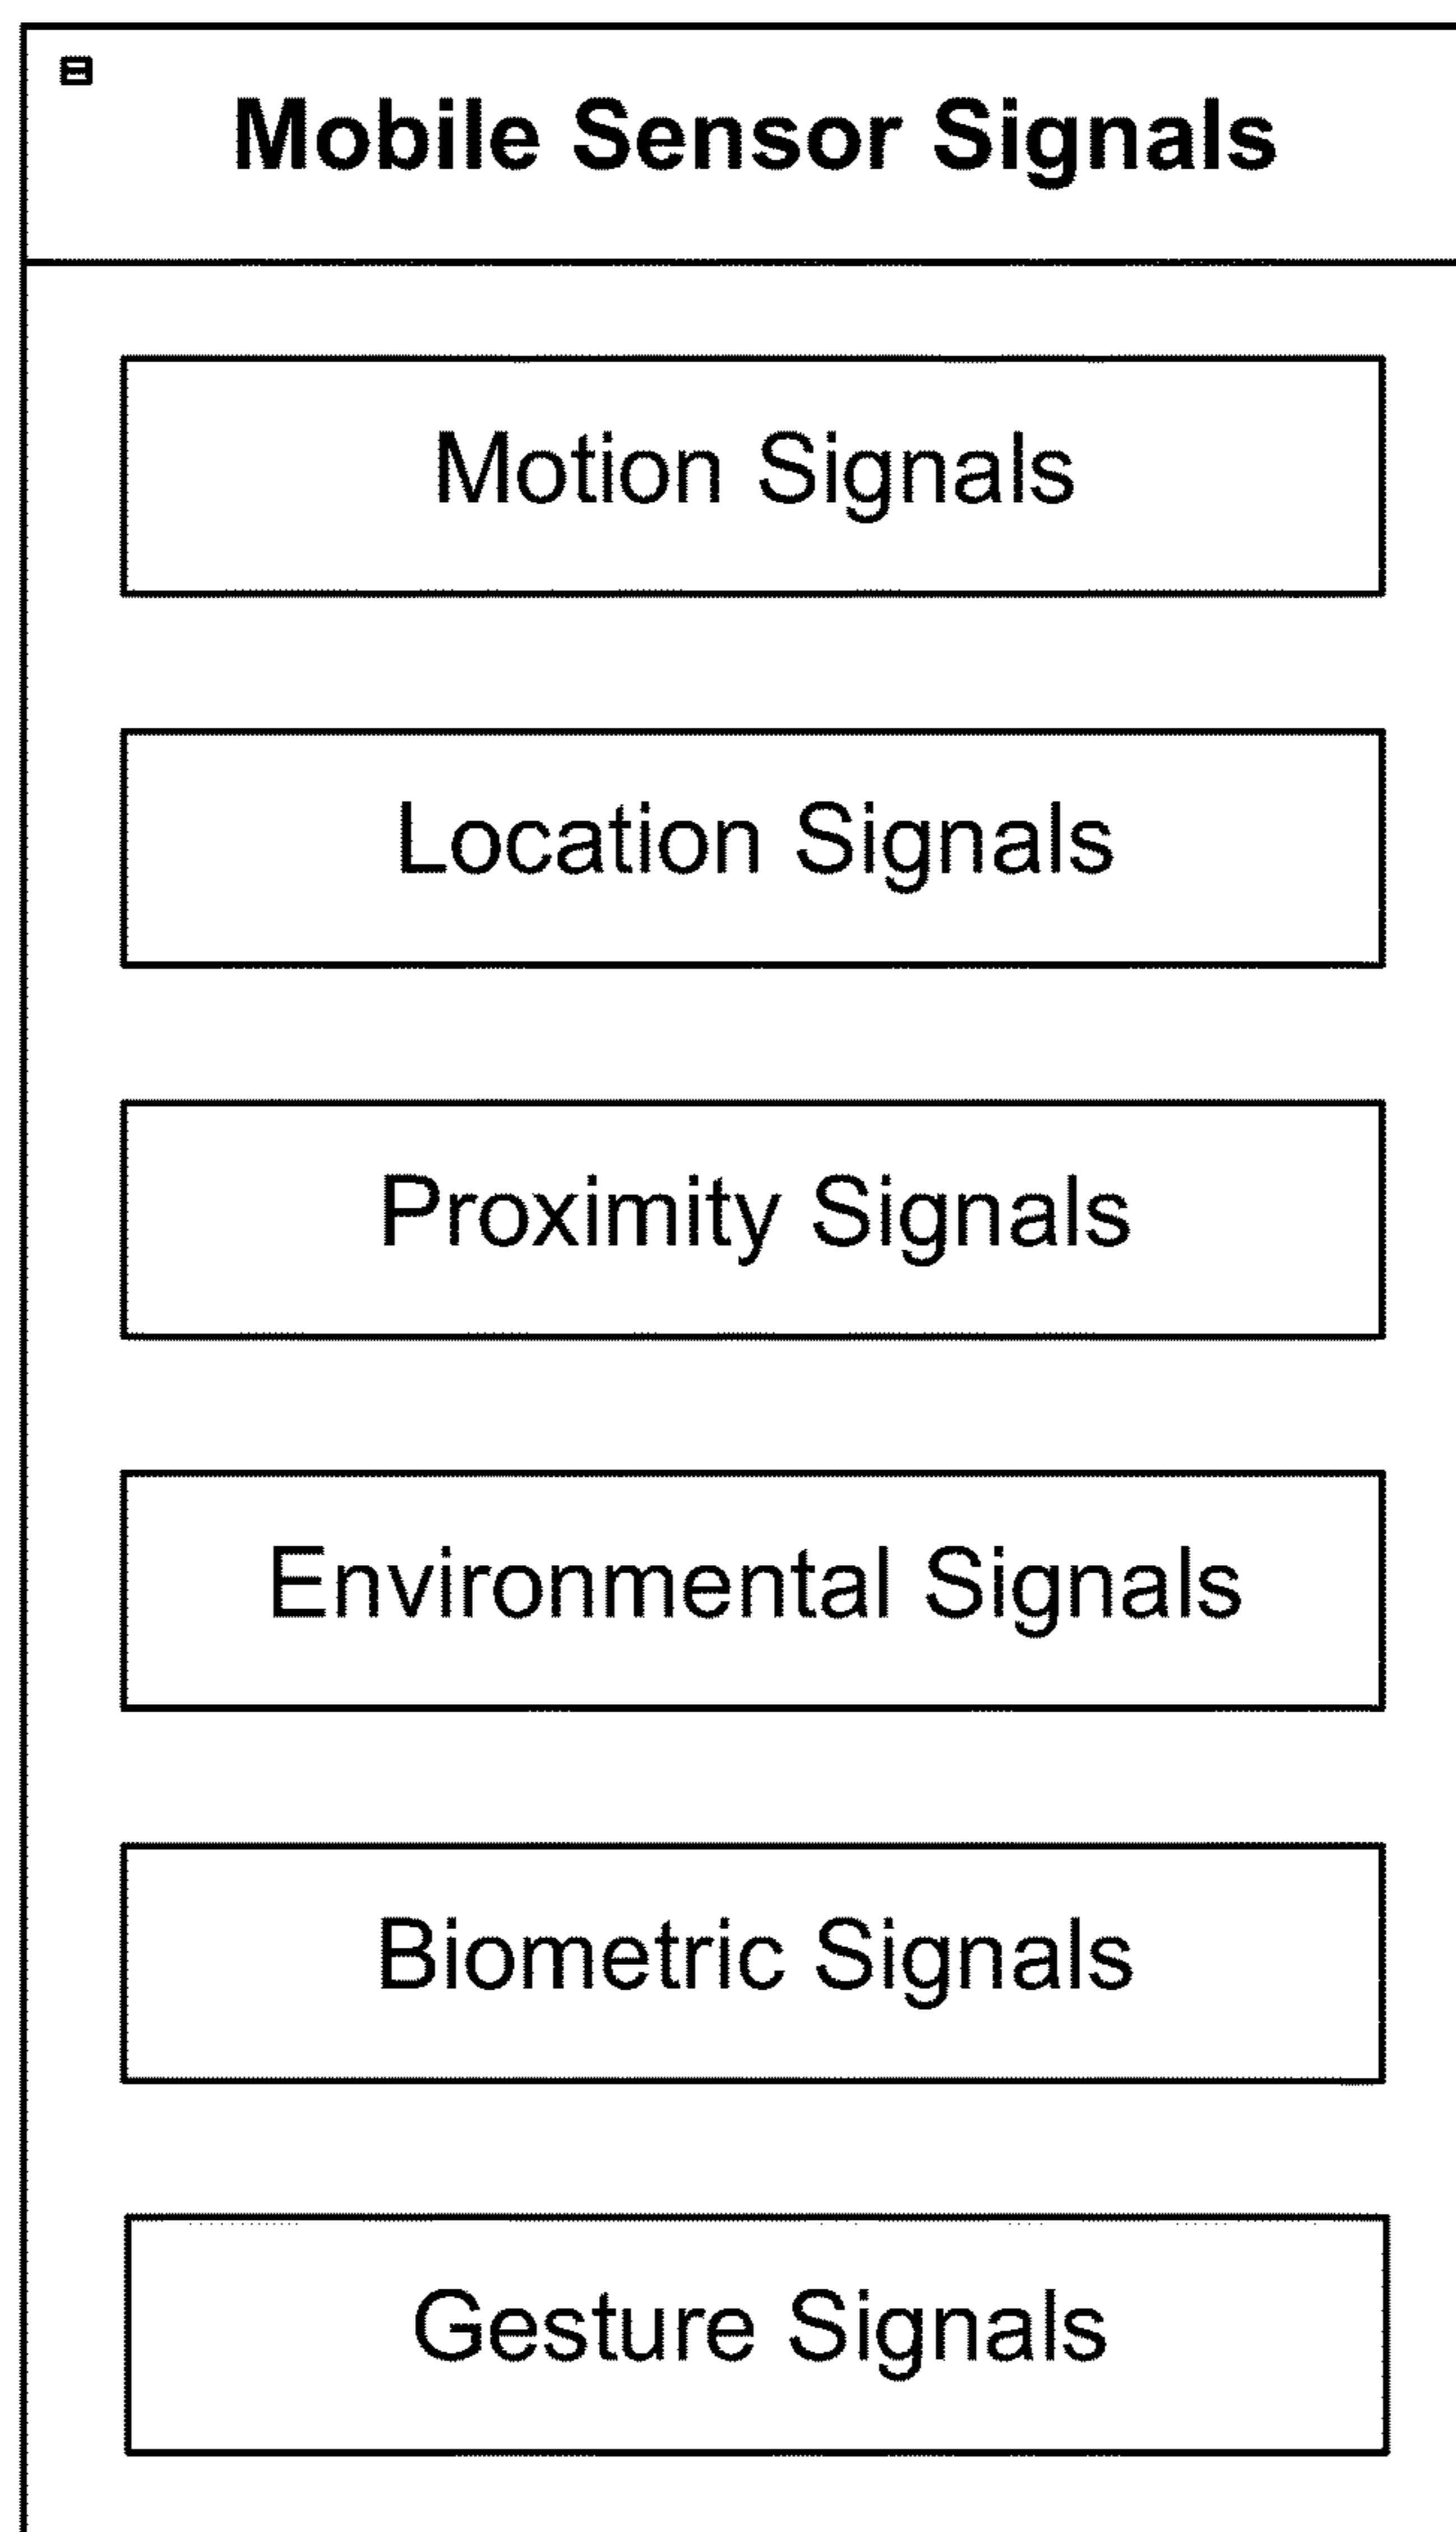 Mobile Sensor Signals
Motion Signals
Location Signals
Proximity Signals
Environmental Signals
Biometric Signals
Gesture Signals